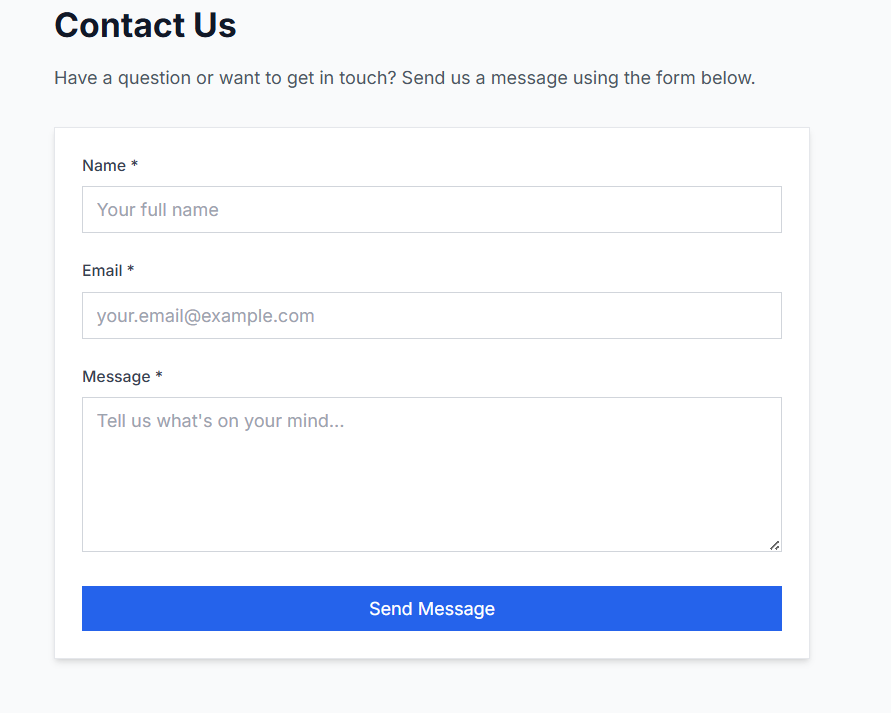 Contact Us
Have a question or want to get in touch? Send us a message using the form below.
Name *
Your full name
Email *
your.email@example.com
Message *
Tell us what's on your mind...
Send Message